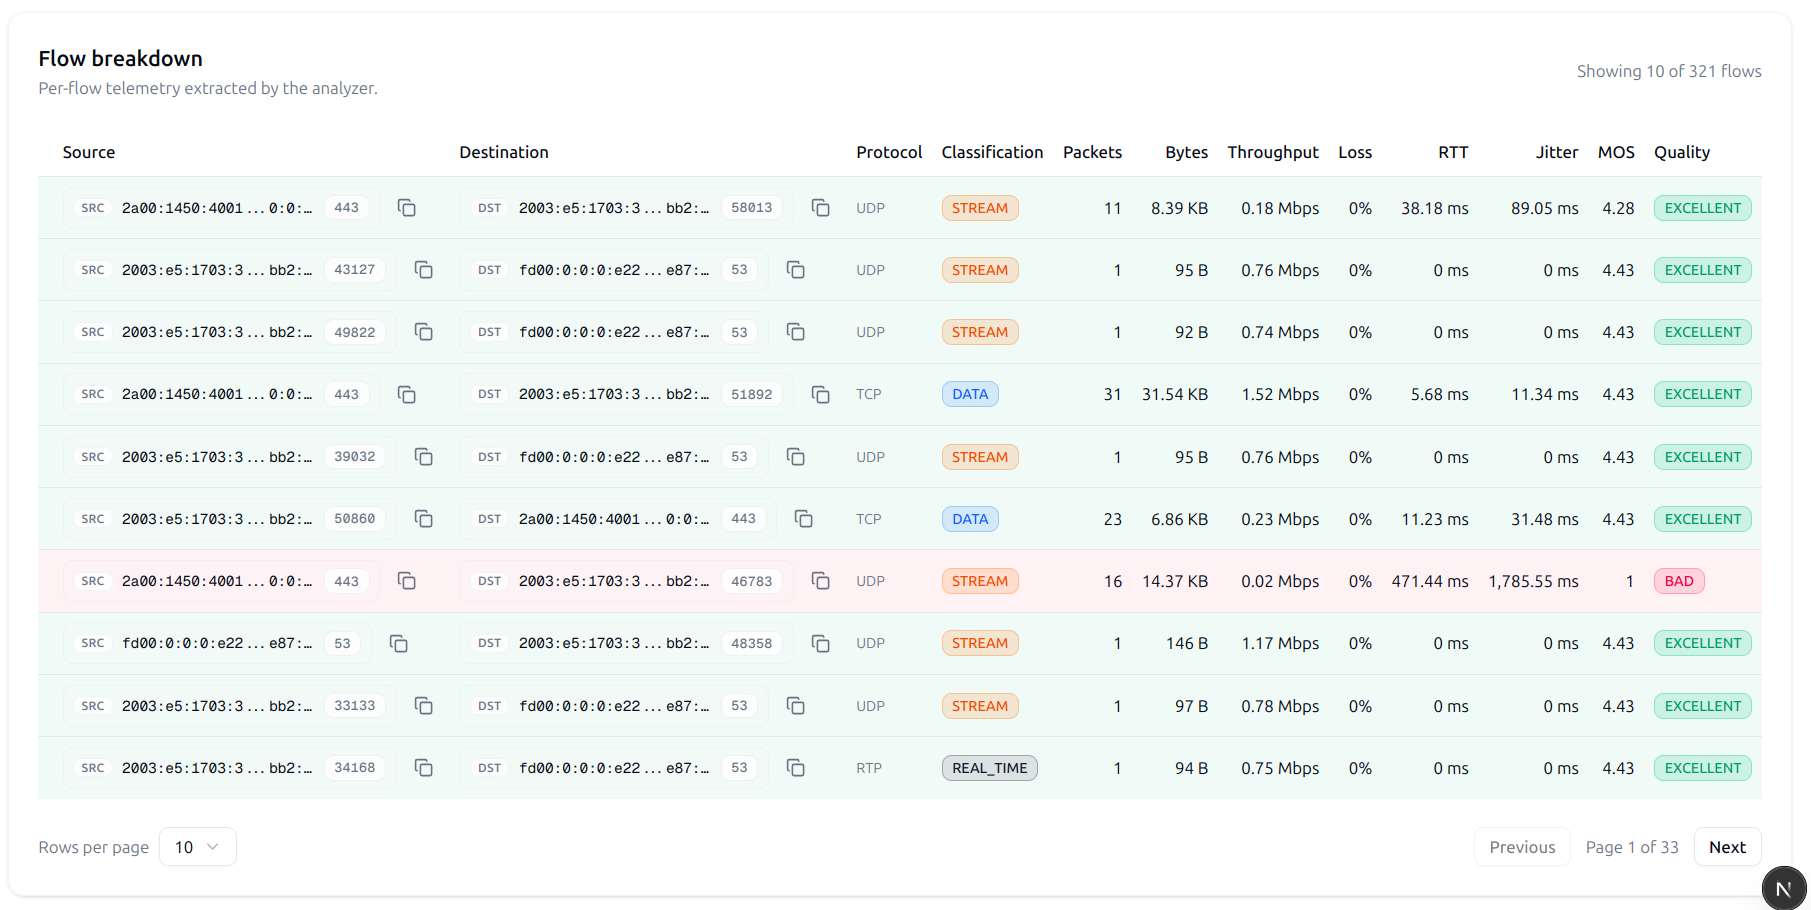 Flow breakdown
Per-flow telemetry extracted by the analyzer.
Showing 10 of 321 flows
Source Destination Protocol Classification Packets Bytes Throughput Loss RTT Jitter MOS Quality
SRC 2a00:1450:4001...0:0:… 443 DST 2003:e5:1703:3...bb2:… 58013 UDP STREAM 11 8.39 KB 0.18 Mbps 0% 38.18 ms 89.05 ms 4.28 EXCELLENT
SRC 2003:e5:1703:3...bb2:… 43127 DST fd00:0:0:0:e22...e87:… 53 UDP STREAM 1 95 B 0.76 Mbps 0% 0 ms 0 ms 4.43 EXCELLENT
SRC 2003:e5:1703:3...bb2:… 49822 DST fd00:0:0:0:e22...e87:… 53 UDP STREAM 1 92 B 0.74 Mbps 0% 0 ms 0 ms 4.43 EXCELLENT
SRC 2a00:1450:4001...0:0:… 443 DST 2003:e5:1703:3...bb2:… 51892 TCP DATA 31 31.54 KB 1.52 Mbps 0% 5.68 ms 11.34 ms 4.43 EXCELLENT
SRC 2003:e5:1703:3...bb2:… 39032 DST fd00:0:0:0:e22...e87:… 53 UDP STREAM 1 95 B 0.76 Mbps 0% 0 ms 0 ms 4.43 EXCELLENT
SRC 2003:e5:1703:3...bb2:… 50860 DST 2a00:1450:4001...0:0:… 443 TCP DATA 23 6.86 KB 0.23 Mbps 0% 11.23 ms 31.48 ms 4.43 EXCELLENT
SRC 2a00:1450:4001...0:0:… 443 DST 2003:e5:1703:3...bb2:… 46783 UDP STREAM 16 14.37 KB 0.02 Mbps 0% 471.44 ms 1,785.55 ms 1 BAD
SRC fd00:0:0:0:e22...e87:… 53 DST 2003:e5:1703:3...bb2:… 48358 UDP STREAM 1 146 B 1.17 Mbps 0% 0 ms 0 ms 4.43 EXCELLENT
SRC 2003:e5:1703:3...bb2:… 33133 DST fd00:0:0:0:e22...e87:… 53 UDP STREAM 1 97 B 0.78 Mbps 0% 0 ms 0 ms 4.43 EXCELLENT
SRC 2003:e5:1703:3...bb2:… 34168 DST fd00:0:0:0:e22...e87:… 53 RTP REAL_TIME 1 94 B 0.75 Mbps 0% 0 ms 0 ms 4.43 EXCELLENT
Rows per page 10
Previous Page 1 of 33 Next
N